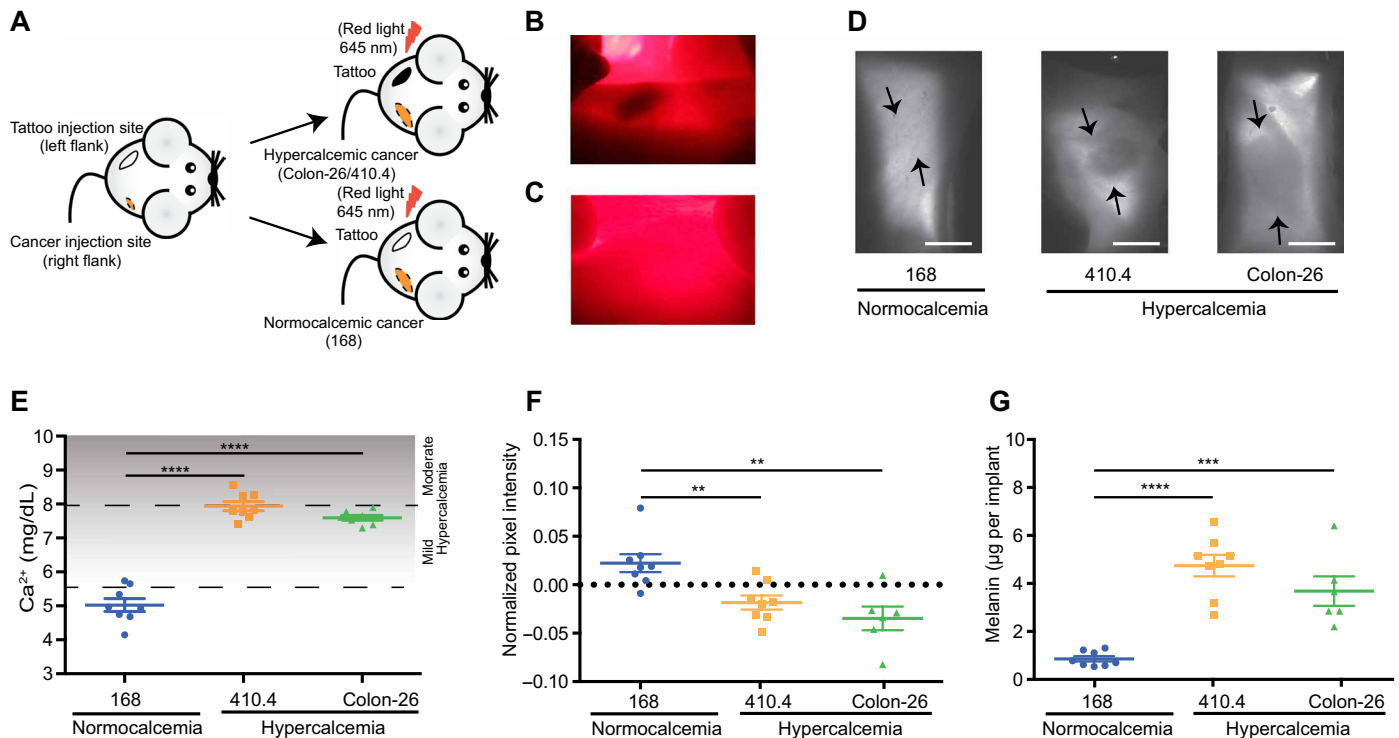 A
(Red light
645 nm)
Tattoo
Tattoo injection site
(left flank)
Hypercalcemic cancer
(Colon-26/410.4)
(Red light
645 nm)
Tattoo
Cancer injection site
(right flank)
Normocalcemic cancer
(168)
B
C
D
168
410.4
Colon-26
Normocalcemia
Hypercalcemia
E
10
9
8
7
6
5
4
3
Ca2+ (mg/dL)
****
****
Moderate
Mild
Hypercalcemia
168
410.4
Colon-26
Normocalcemia
Hypercalcemia
F
0.15
0.10
0.05
0.00
–0.05
–0.10
Normalized pixel intensity
**
**
168
410.4
Colon-26
Normocalcemia
Hypercalcemia
G
10
8
6
4
2
0
Melanin (µg per implant)
***
****
168
410.4
Colon-26
Normocalcemia
Hypercalcemia